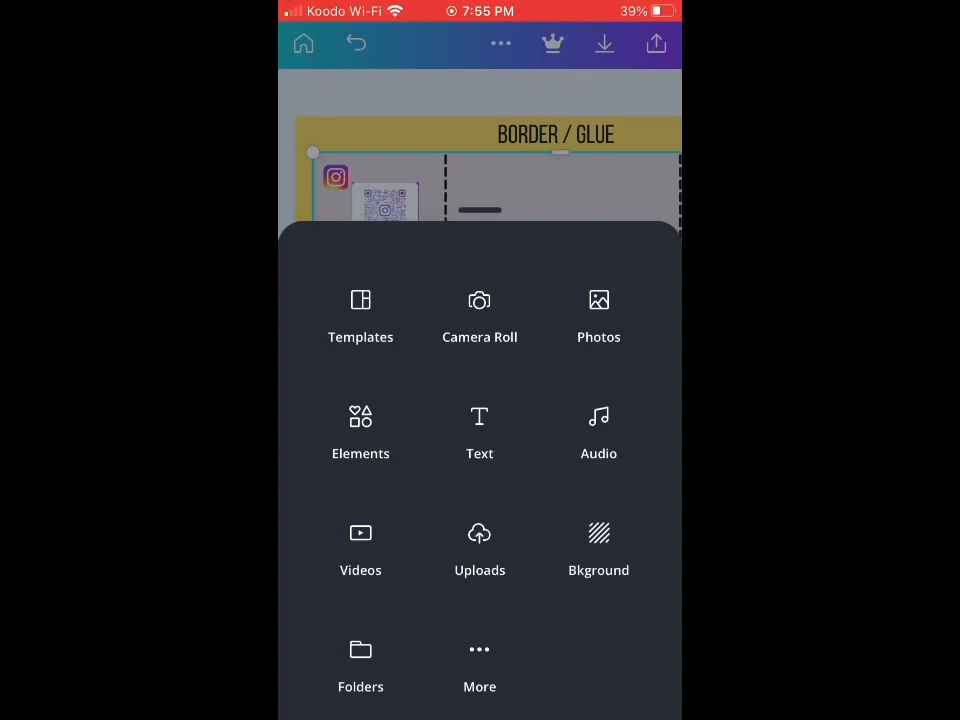 Koodo Wi-Fi 7:55 PM 39%
BORDER / GLUE
Templates Camera Roll Photos
Elements Text Audio
Videos Uploads Bkground
Folders More